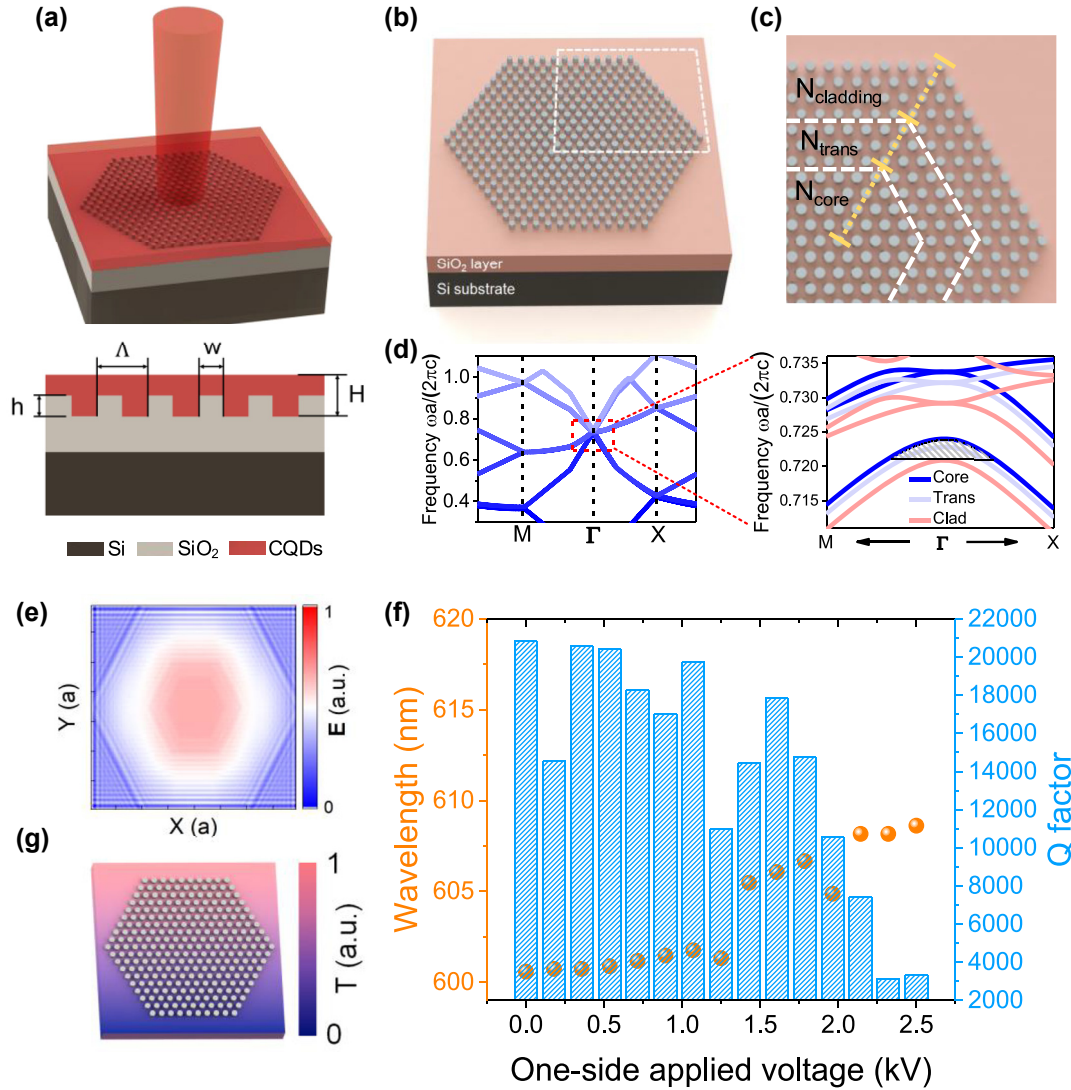 (a)
(b)
(c)
N_cladding
N_trans
N_core
SiO₂ layer
Si substrate
Λ
w
h
H
Si SiO₂ CQDs
(d)
Frequency ωa/(2πc)
1.0
0.8
0.6
0.4
M Γ X
Frequency ωa/(2πc)
0.735
0.730
0.725
0.720
0.715
Core
Trans
Clad
M Γ X
(e)
Y (a)
X (a)
1
0
E (a.u.)
(f)
Wavelength (nm)
620
615
610
605
600
22000
20000
18000
16000
14000
12000
10000
8000
6000
4000
2000
Q factor
0.0 0.5 1.0 1.5 2.0 2.5
One-side applied voltage (kV)
(g)
1
0
T (a.u.)